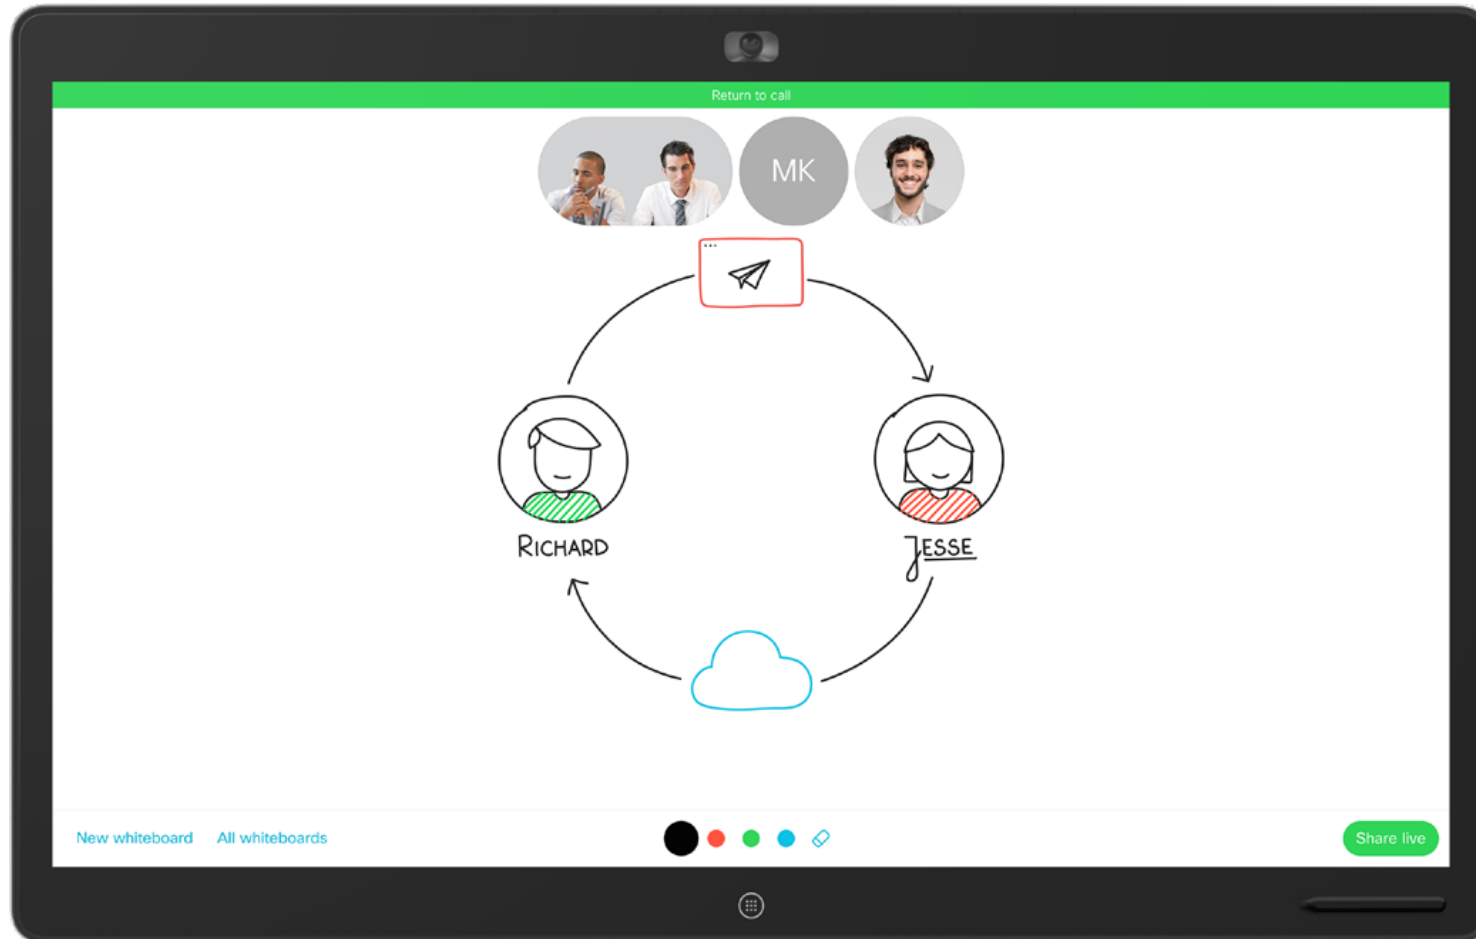 Return to call
MK
RICHARD
JESSE
New whiteboard
All whiteboards
Share live